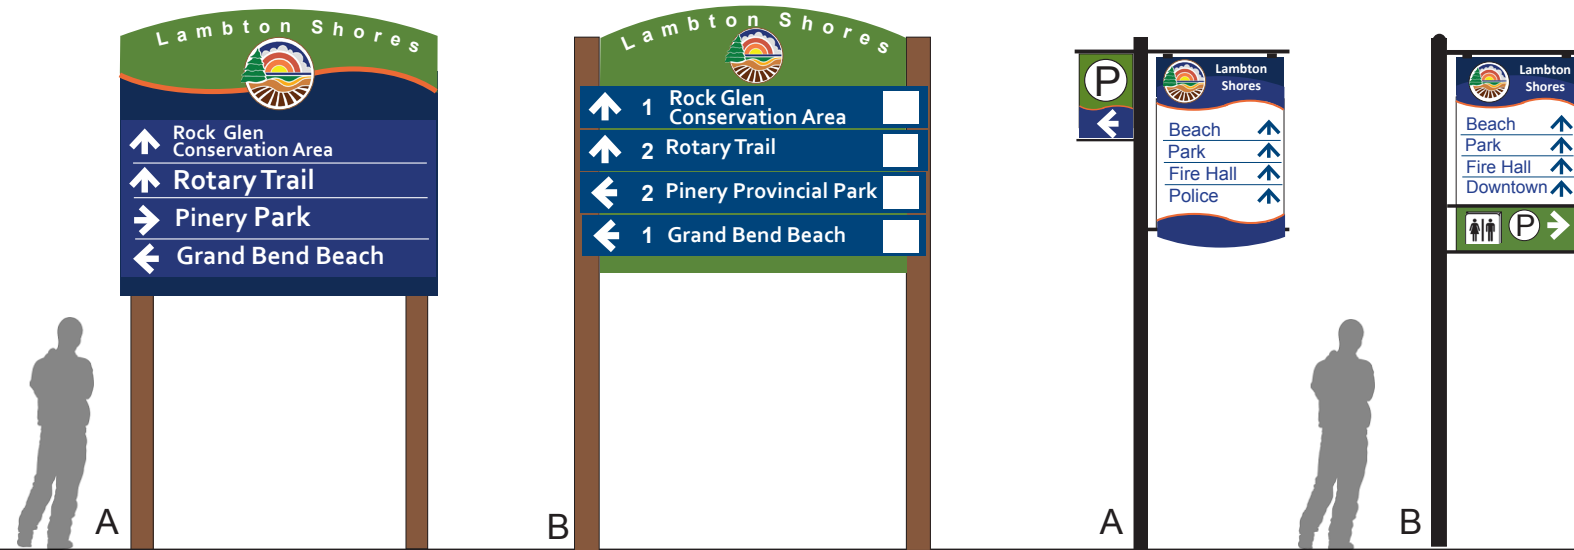 Lambton Shores
Rock Glen
Conservation Area
Rotary Trail
Pinery Park
Grand Bend Beach
A
Lambton Shores
1 Rock Glen
Conservation Area
2 Rotary Trail
2 Pinery Provincial Park
1 Grand Bend Beach
B
P
Lambton
Shores
Beach
Park
Fire Hall
Police
A
Lambton
Shores
Beach
Park
Fire Hall
Downtown
P
B